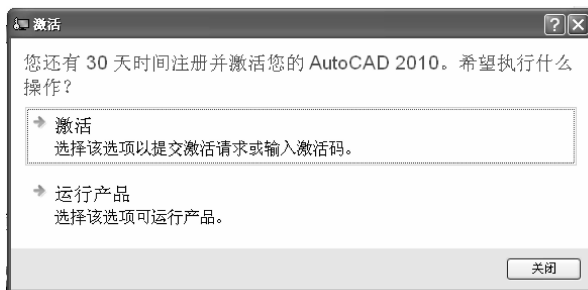 激活
您还有 30 天时间注册并激活您的 AutoCAD 2010。希望执行什么
操作?
激活
选择该选项以提交激活请求或输入激活码。
运行产品
选择该选项可运行产品。
关闭